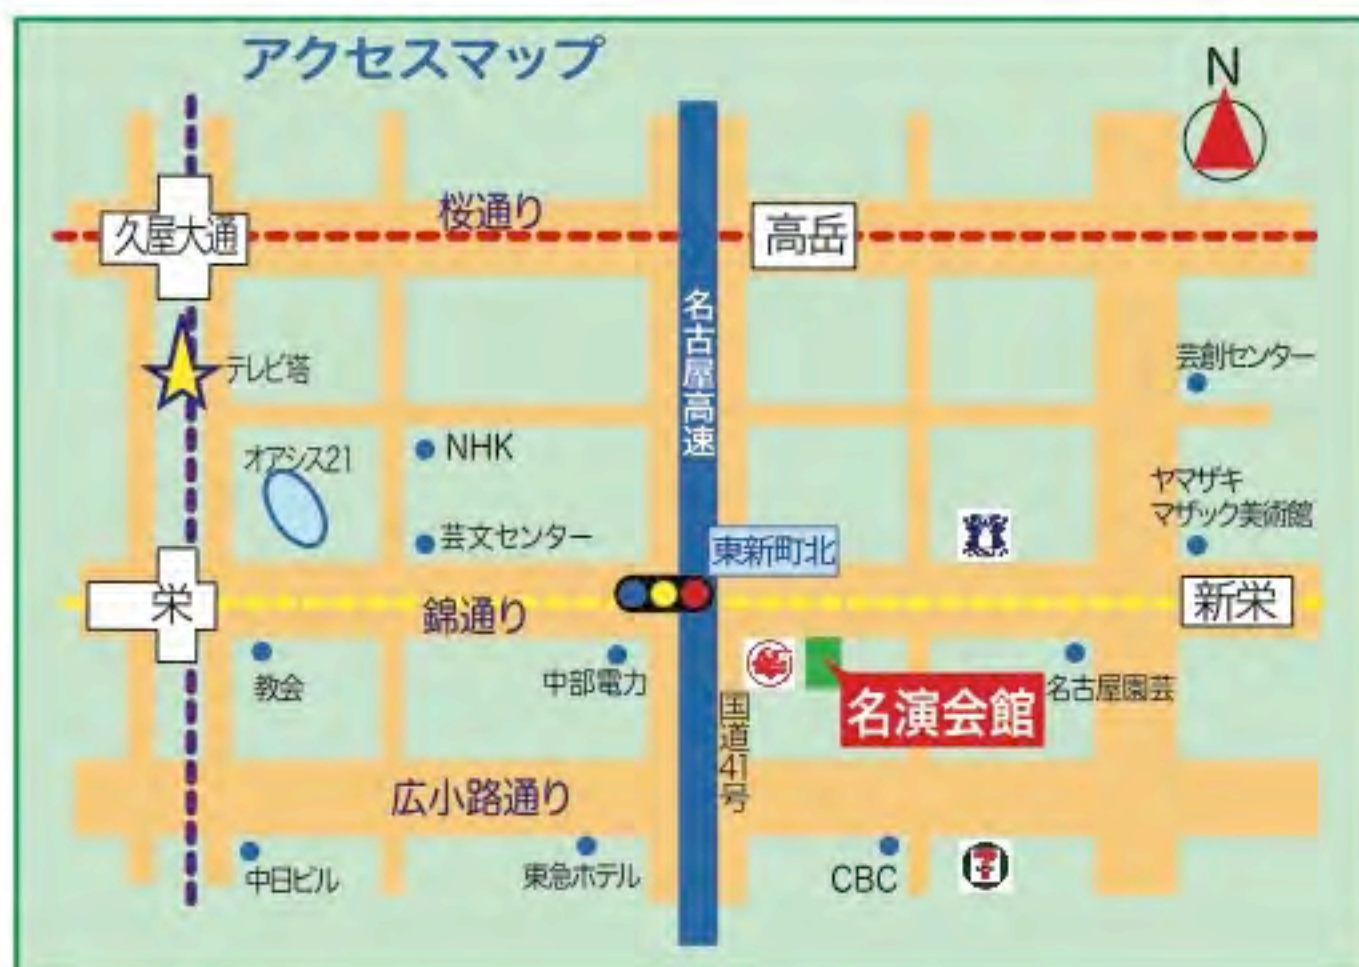 アクセスマップ
N
桜通り
久屋大通
高岳
名古屋高速
テレビ塔
芸創センター
オアシス21
NHK
ヤマザキ
マザック美術館
芸文センター
東新町北
栄
錦通り
新栄
教会
中部電力
国道41号
名演会館
名古屋園芸
広小路通り
中日ビル
東急ホテル
CBC
7